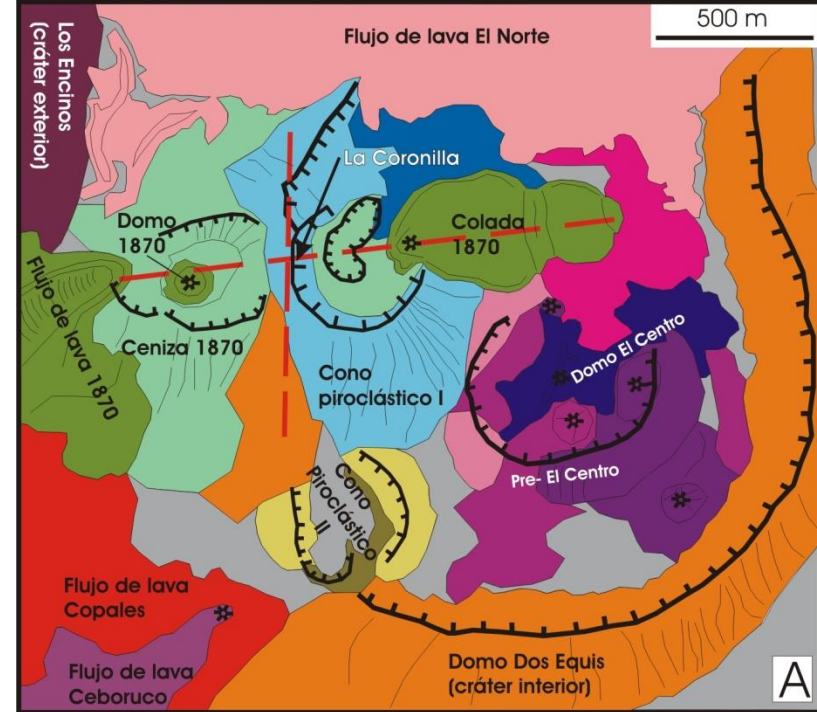 500 m
Flujo de lava El Norte
Los Encinos
(cráter exterior)
La Coronilla
Domo
1870
Colada
1870
Flujo de lava 1870
Ceniza 1870
Domo El Centro
Cono
piroclástico I
Pre- El Centro
Cono
Piroclástico
II
Flujo de lava
Copales
Flujo de lava
Ceboruco
Domo Dos Equis
(cráter interior)
A